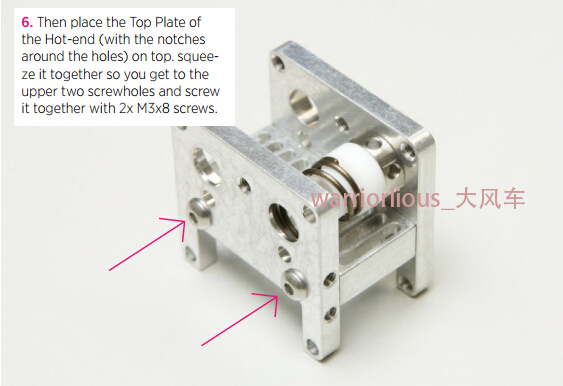 6. Then place the Top Plate of
the Hot-end (with the notches
around the holes) on top. squee-
ze it together so you get to the
upper two screwholes and screw
it together with 2x M3x8 screws.
warriorlious_大风车